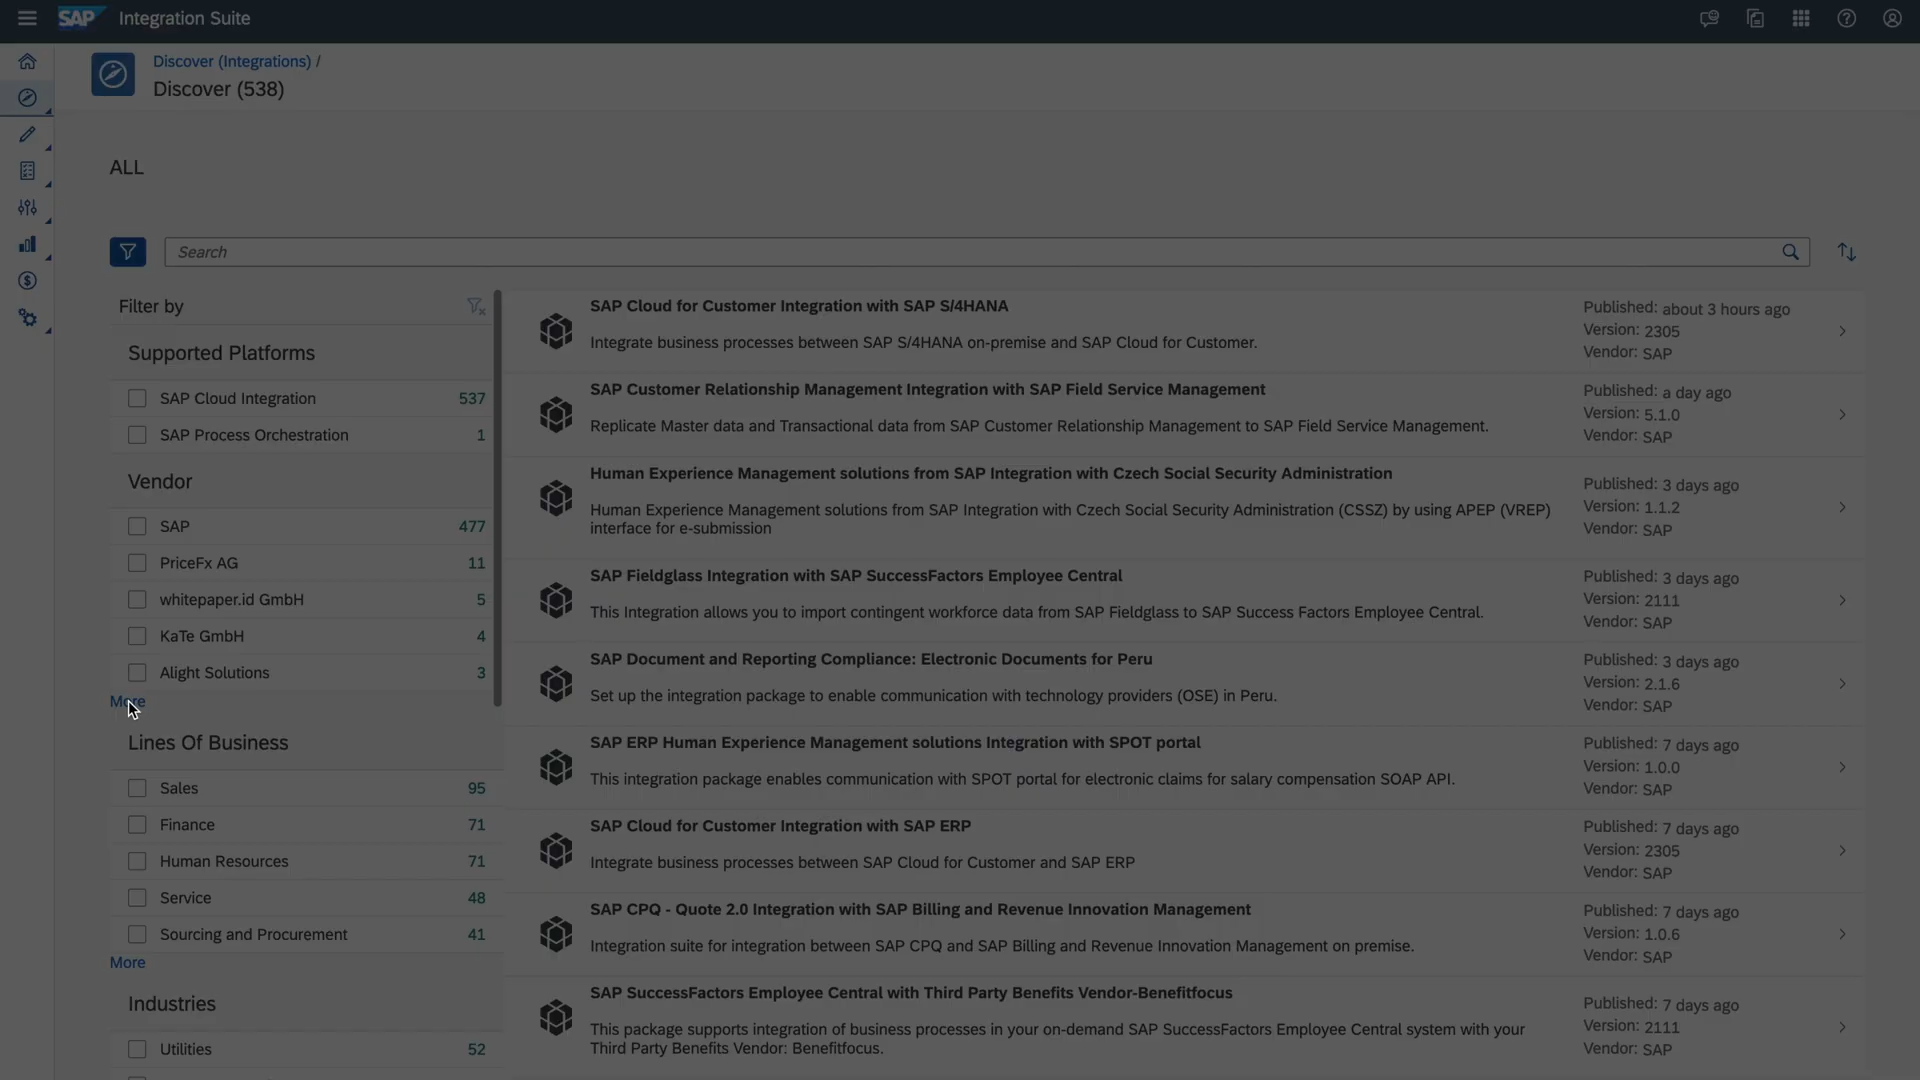 SAP Integration Suite
Discover (Integrations) /
Discover (538)
ALL
Search
Filter by
Supported Platforms
SAP Cloud Integration 537
SAP Process Orchestration 1
Vendor
SAP 477
PriceFx AG 11
whitepaper.id GmbH 5
KaTe GmbH 4
Alight Solutions 3
More
Lines Of Business
Sales 95
Finance 71
Human Resources 71
Service 48
Sourcing and Procurement 41
More
Industries
Utilities 52
SAP Cloud for Customer Integration with SAP S/4HANA
Integrate business processes between SAP S/4HANA on-premise and SAP Cloud for Customer.
Published: about 3 hours ago
Version: 2305
Vendor: SAP
SAP Customer Relationship Management Integration with SAP Field Service Management
Replicate Master data and Transactional data from SAP Customer Relationship Management to SAP Field Service Management.
Published: a day ago
Version: 5.1.0
Vendor: SAP
Human Experience Management solutions from SAP Integration with Czech Social Security Administration
Human Experience Management solutions from SAP Integration with Czech Social Security Administration (CSSZ) by using APEP (VREP)
interface for e-submission
Published: 3 days ago
Version: 1.1.2
Vendor: SAP
SAP Fieldglass Integration with SAP SuccessFactors Employee Central
This Integration allows you to import contingent workforce data from SAP Fieldglass to SAP Success Factors Employee Central.
Published: 3 days ago
Version: 2111
Vendor: SAP
SAP Document and Reporting Compliance: Electronic Documents for Peru
Set up the integration package to enable communication with technology providers (OSE) in Peru.
Published: 3 days ago
Version: 2.1.6
Vendor: SAP
SAP ERP Human Experience Management solutions Integration with SPOT portal
This integration package enables communication with SPOT portal for electronic claims for salary compensation SOAP API.
Published: 7 days ago
Version: 1.0.0
Vendor: SAP
SAP Cloud for Customer Integration with SAP ERP
Integrate business processes between SAP Cloud for Customer and SAP ERP
Published: 7 days ago
Version: 2305
Vendor: SAP
SAP CPQ - Quote 2.0 Integration with SAP Billing and Revenue Innovation Management
Integration suite for integration between SAP CPQ and SAP Billing and Revenue Innovation Management on premise.
Published: 7 days ago
Version: 1.0.6
Vendor: SAP
SAP SuccessFactors Employee Central with Third Party Benefits Vendor-Benefitfocus
This package supports integration of business processes in your on-demand SAP SuccessFactors Employee Central system with your
Third Party Benefits Vendor: Benefitfocus.
Published: 7 days ago
Version: 2111
Vendor: SAP